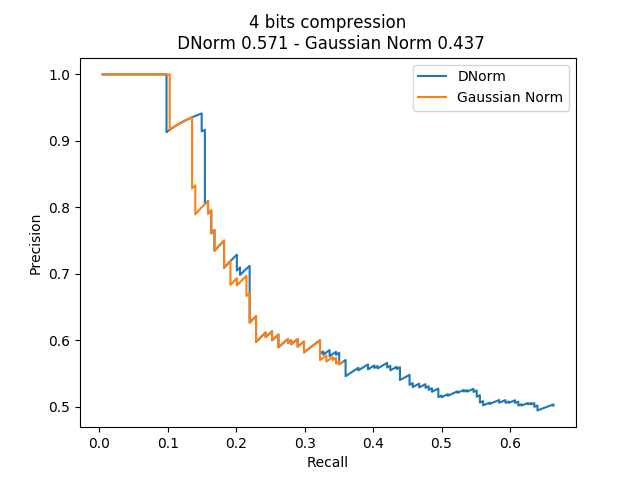 4 bits compression
DNorm 0.571 - Gaussian Norm 0.437
DNorm
Gaussian Norm
Precision
1.0
0.9
0.8
0.7
0.6
0.5
0.0 0.1 0.2 0.3 0.4 0.5 0.6
Recall